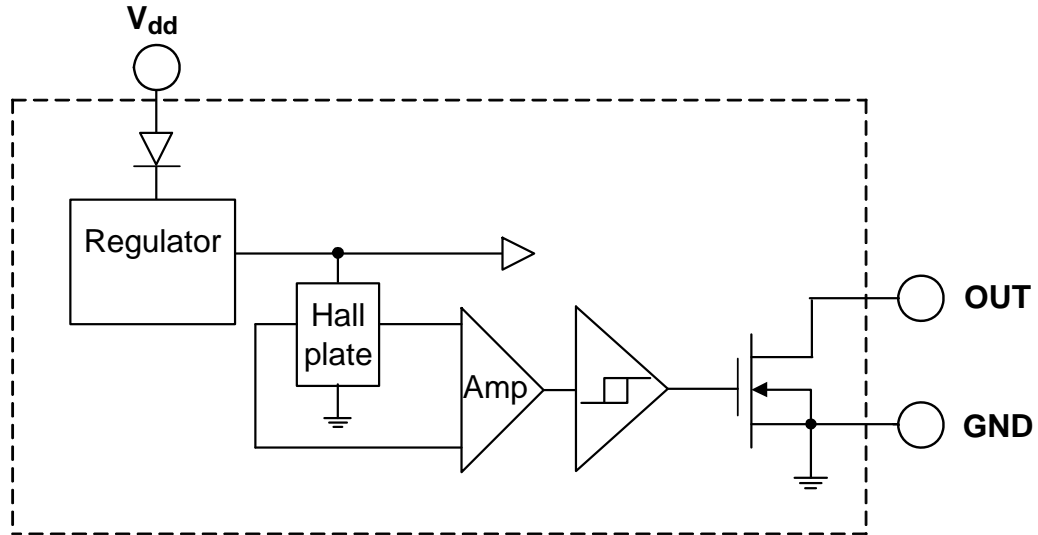 Vdd
Regulator
Hall
plate
Amp
OUT
GND